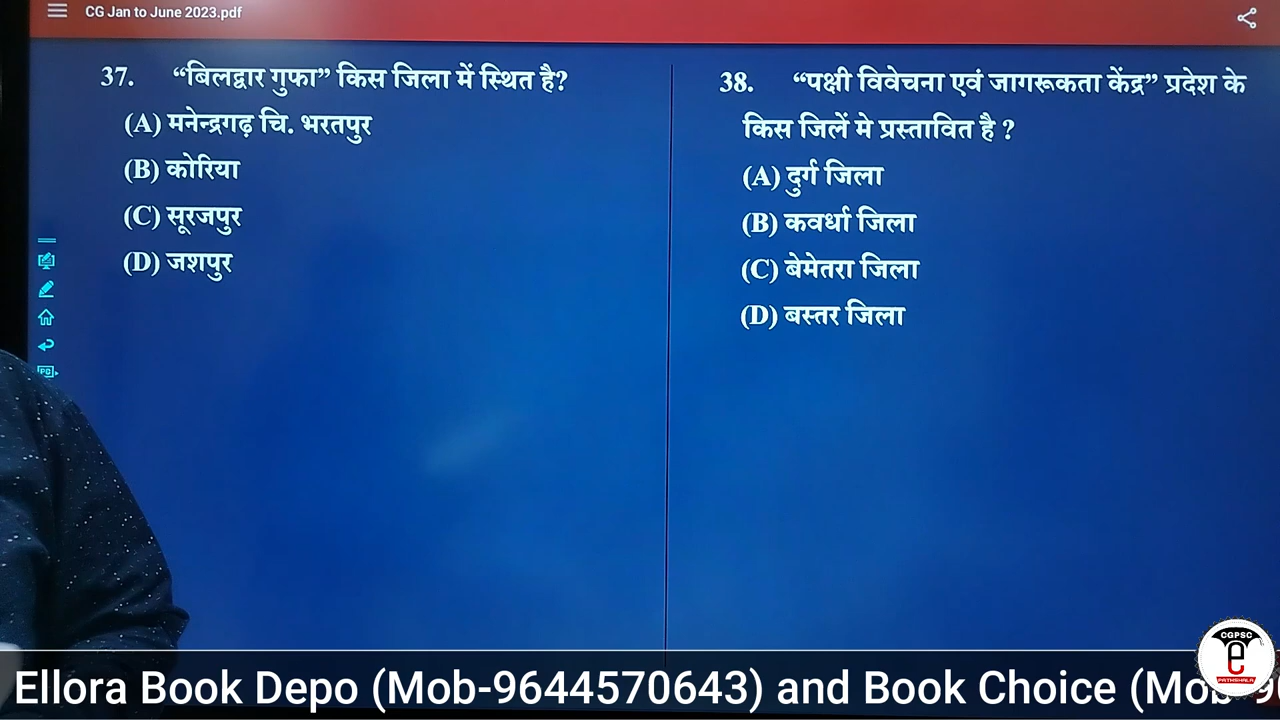 CG Jan to June 2023.pdf
37. “बिलद्वार गुफा” किस जिला में स्थित है?
(A) मनेन्द्रगढ़ चि. भरतपुर
(B) कोरिया
(C) सूरजपुर
(D) जशपुर
38. “पक्षी विवेचना एवं जागरूकता केंद्र” प्रदेश के
किस जिलें मे प्रस्तावित है ?
(A) दुर्ग जिला
(B) कवर्धा जिला
(C) बेमेतरा जिला
(D) बस्तर जिला
CGPSC
e
PATHSHALA
Ellora Book Depo (Mob-9644570643) and Book Choice (Mob-